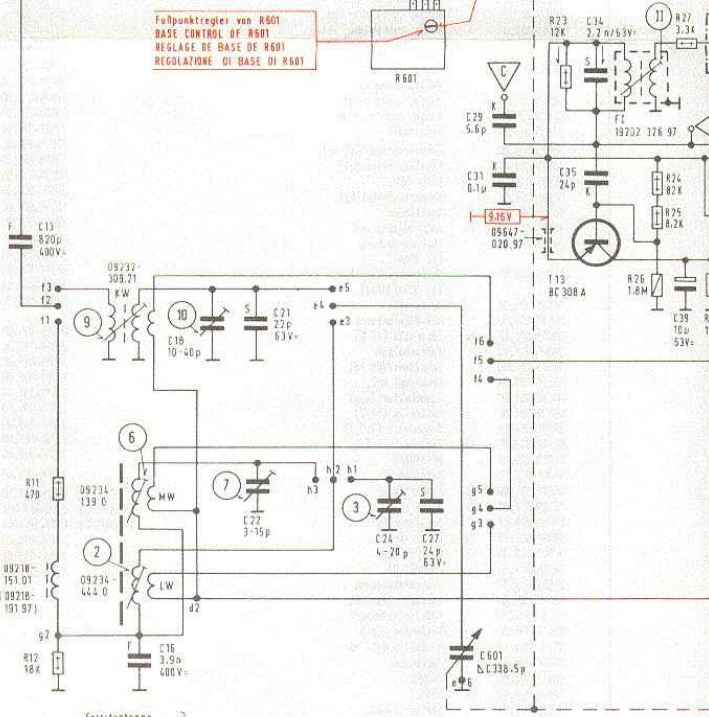 Fußpunktregler von R601
BASE CONTROL OF R601
REGLAGE DE BASE DE R601
REGOLAZIONE DI BASE DI R601
R601
R23
12K
C34
2.2n/63V=
11
R27
3.3K
S
C
K
C29
5.6p
F1
19202 326.97
K
C31
0.1µ
C35
24p
K
R24
82K
R25
8.2K
9.16V
09647-
020.97
T13
BC308A
R26
1.8M
C39
10µ
63V=
F
C13
820p
400V=
09232-
309.21
KW
f3
f2
f1
9
10
C18
10-40p
S
C21
22p
63V=
e5
e4
e3
f6
f5
f4
6
R11
470
09234-
139.0
MW
7
C22
3-15p
h3
h2
h1
3
C24
4-20p
S
C27
24p
63V=
g5
g4
g3
2
09234-
444.0
LW
d2
09218-
151.01
(09218-
191.97)
g2
R12
18K
F
C16
3.9n
400V=
C601
C338.5p
e6
Ferritantenne